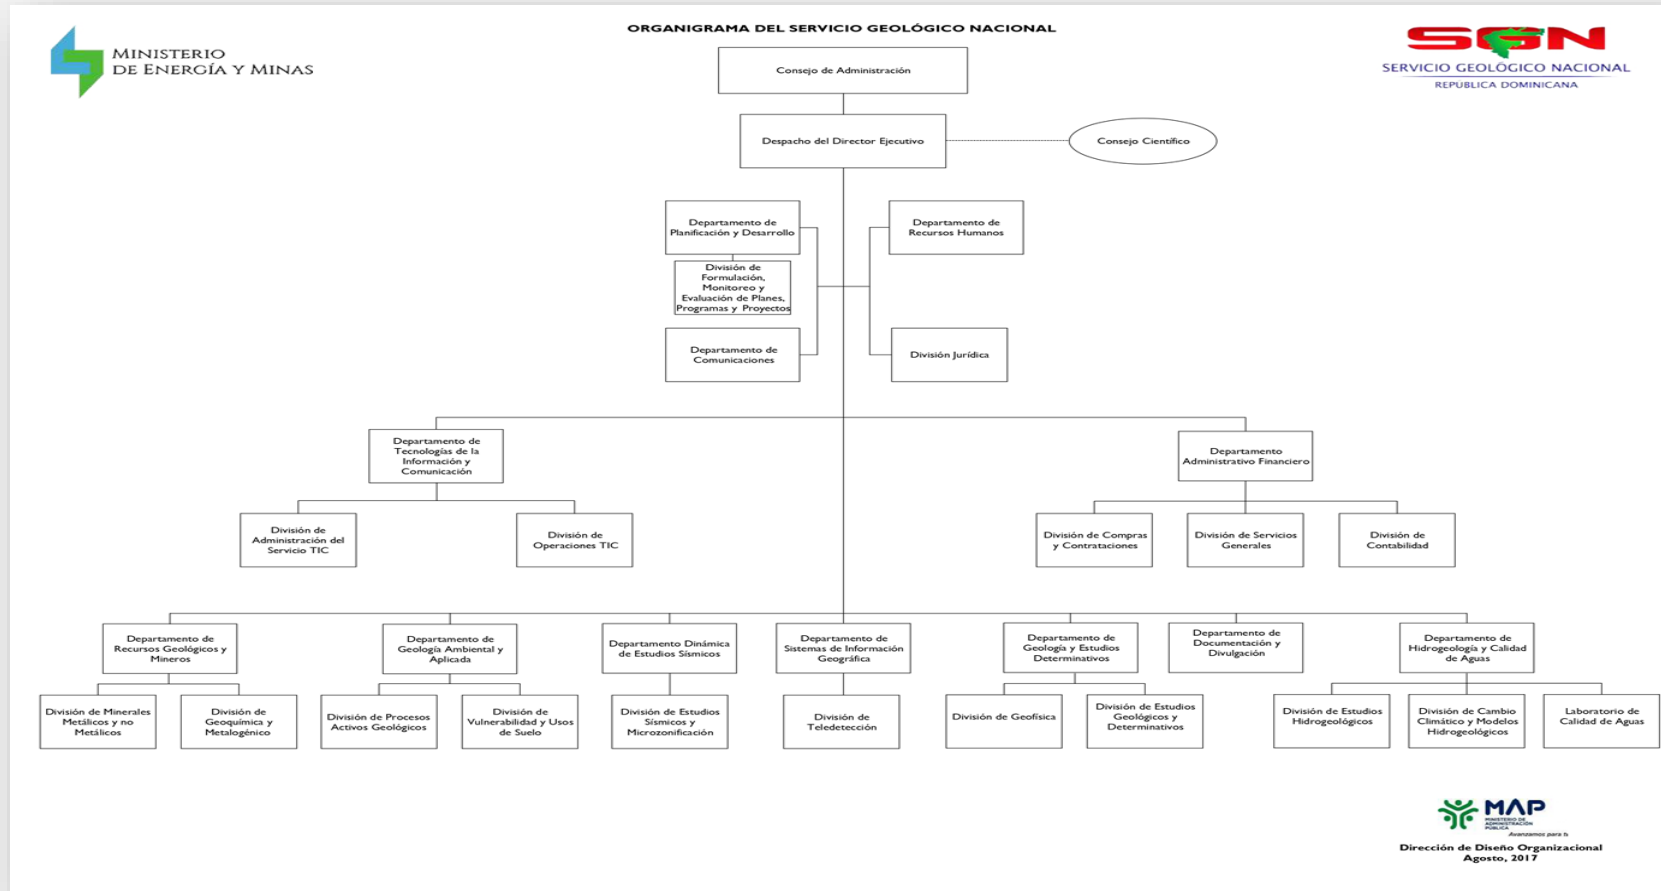 ORGANIGRAMA DEL SERVICIO GEOLÓGICO NACIONAL
MINISTERIO
DE ENERGÍA Y MINAS
SGN
SERVICIO GEOLÓGICO NACIONAL
REPUBLICA DOMINICANA
Consejo de Administración
Despacho del Director Ejecutivo
Consejo Científico
Departamento de
Planificación y Desarrollo
Departamento de
Recursos Humanos
División de
Formulación,
Monitoreo y
Evaluación de Planes,
Programas y Proyectos
Departamento de
Comunicaciones
División Jurídica
Departamento de
Tecnologías de la
Información y
Comunicación
Departamento
Administrativo Financiero
División de
Administración del
Servicio TIC
División de
Operaciones TIC
División de Compras
y Contrataciones
División de Servicios
Generales
División de
Contabilidad
Departamento de
Recursos Geológicos y
Mineros
Departamento de
Geología Ambiental y
Aplicada
Departamento Dinámica
de Estudios Sísmicos
Departamento de
Sistemas de Información
Geográfica
Departamento de
Geología y Estudios
Determinativos
Departamento de
Documentación y
Divulgación
Departamento de
Hidrogeología y Calidad
de Aguas
División de Minerales
Metálicos y no
Metálicos
División de
Geoquímica y
Metalogénico
División de Procesos
Activos Geológicos
División de
Vulnerabilidad y Usos
de Suelo
División de Estudios
Sísmicos y
Microzonificación
División de
Teledetección
División de Geofísica
División de Estudios
Geológicos y
Determinativos
División de Estudios
Hidrogeológicos
División de Cambio
Climático y Modelos
Hidrogeológicos
Laboratorio de
Calidad de Aguas
MAP
MINISTERIO DE
ADMINISTRACIÓN
PÚBLICA
Avanzamos para ti
Dirección de Diseño Organizacional
Agosto, 2017